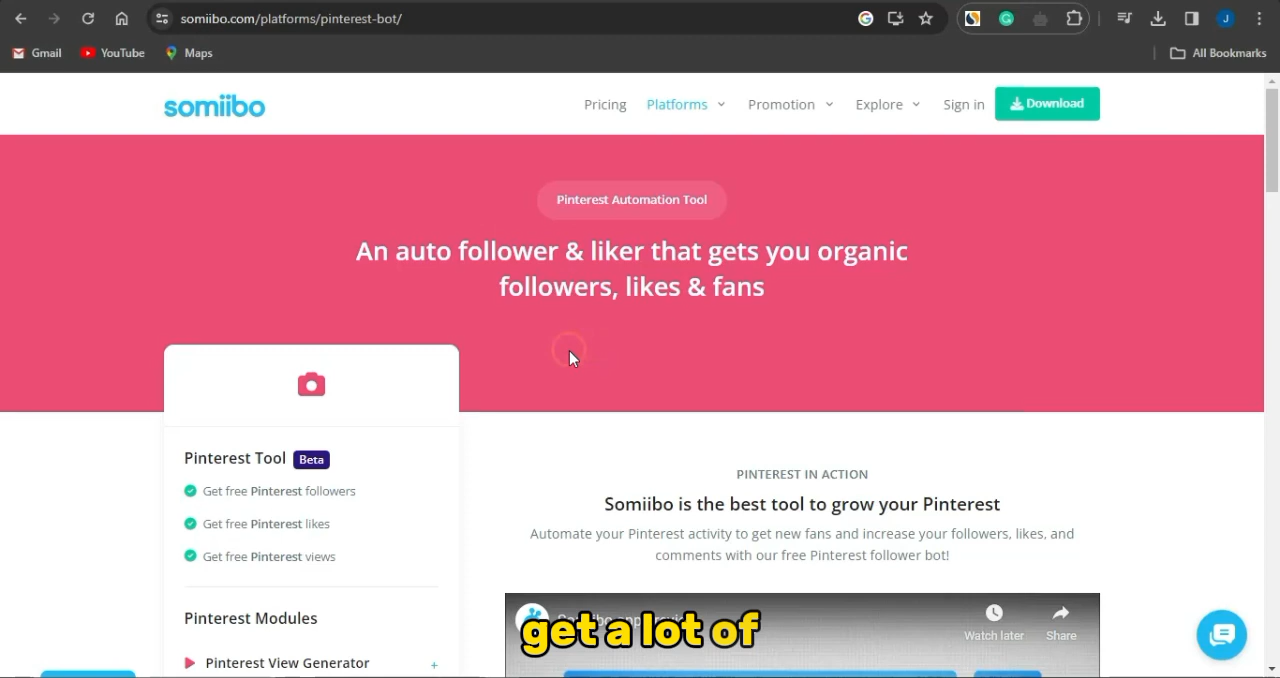 somiibo.com/platforms/pinterest-bot/
J
Gmail
YouTube
Maps
All Bookmarks
somiibo
Pricing
Platforms
Promotion
Explore
Sign in
Download
Pinterest Automation Tool
An auto follower & liker that gets you organic
followers, likes & fans
Pinterest Tool Beta
Get free Pinterest followers
Get free Pinterest likes
Get free Pinterest views
Pinterest Modules
Pinterest View Generator +
PINTEREST IN ACTION
Somiibo is the best tool to grow your Pinterest
Automate your Pinterest activity to get new fans and increase your followers, likes, and
comments with our free Pinterest follower bot!
Watch later
Share
get a lot of